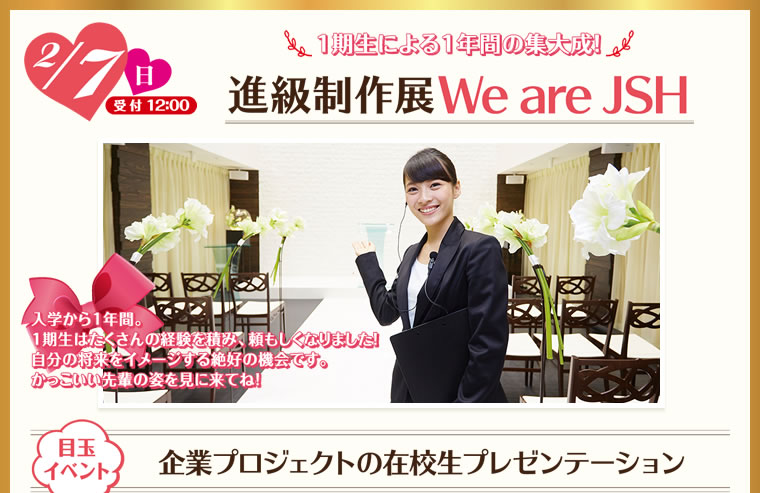 2/7
日
受付 12:00
1期生による1年間の集大成!
進級制作展 We are JSH
入学から1年間。
1期生はたくさんの経験を積み、頼もしくなりました!
自分の将来をイメージする絶好の機会です。
かっこいい先輩の姿を見に来てね!
目玉
イベント
企業プロジェクトの在校生プレゼンテーション